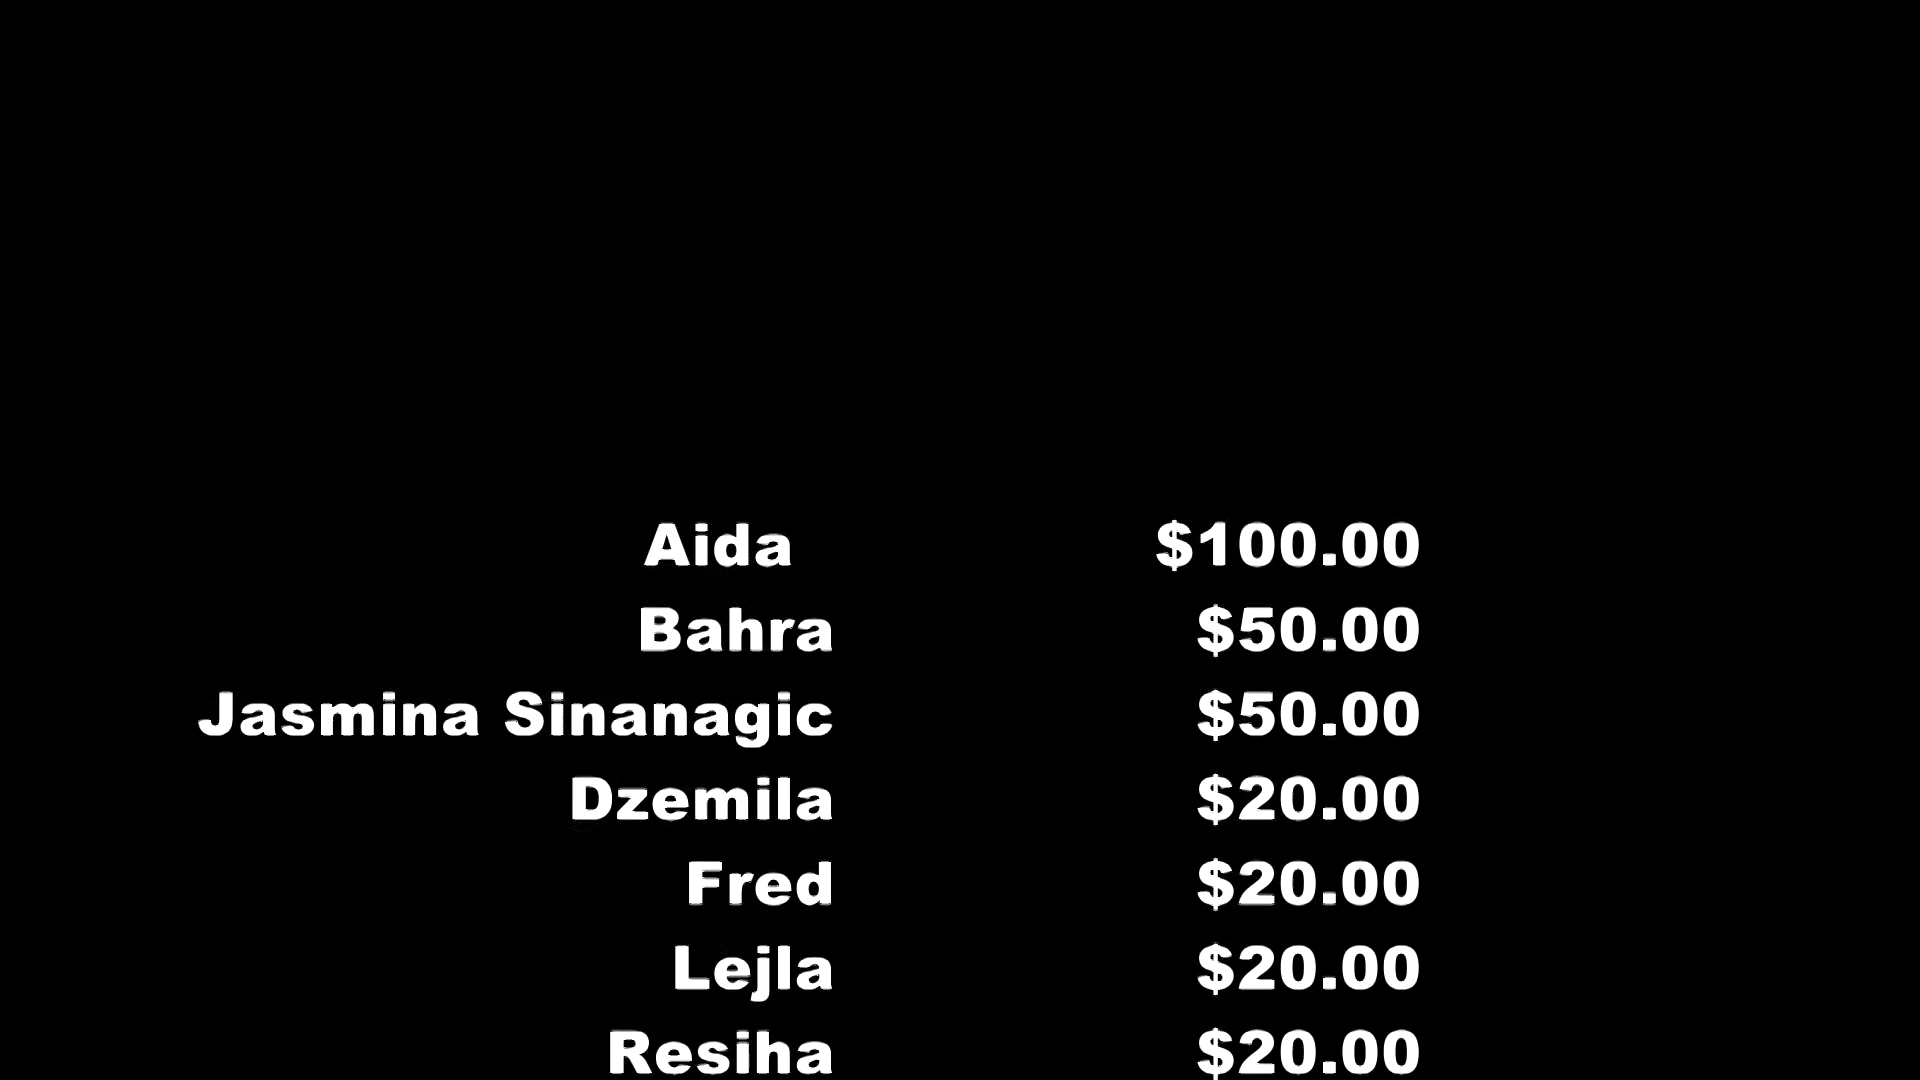 Aida $100.00
Bahra $50.00
Jasmina Sinanagic $50.00
Dzemila $20.00
Fred $20.00
Lejla $20.00
Resiha $20.00